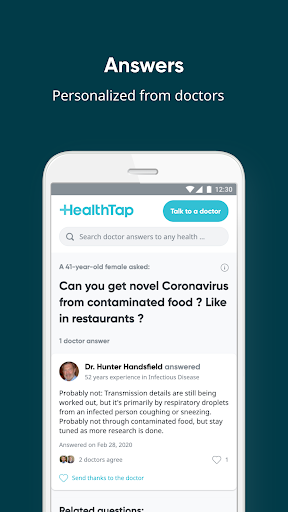 Answers
Personalized from doctors
12:30
HealthTap
Talk to a doctor
Search doctor answers to any health ...
A 41-year-old female asked:
Can you get novel Coronavirus
from contaminated food ? Like
in restaurants ?
1 doctor answer
Dr. Hunter Handsfield answered
52 years experience in Infectious Disease
Probably not: Transmission details are still
being worked out, but it's primarily by respiratory droplets
from an infected person coughing or sneezing.
Probably not through contaminated food, but stay
tuned as more research is done.
Answered on Feb 28, 2020
2 doctors agree
1
Send thanks to the doctor
Related questions: